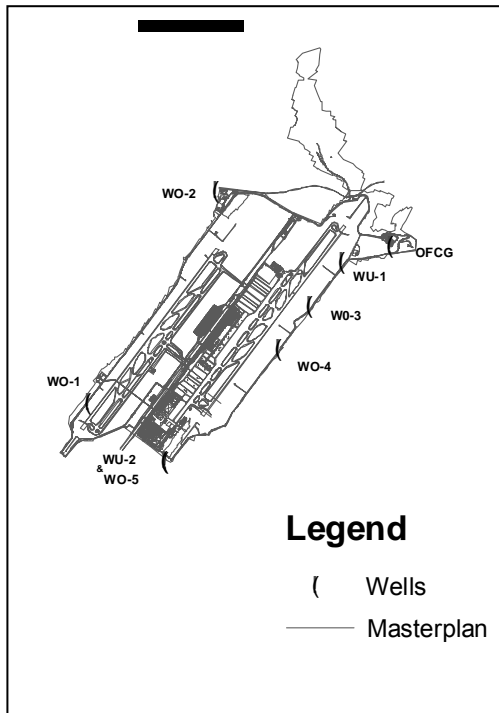 WO-2
OFCG
WU-1
W0-3
WO-4
WO-1
WU-2
&
WO-5
Legend
Wells
Masterplan